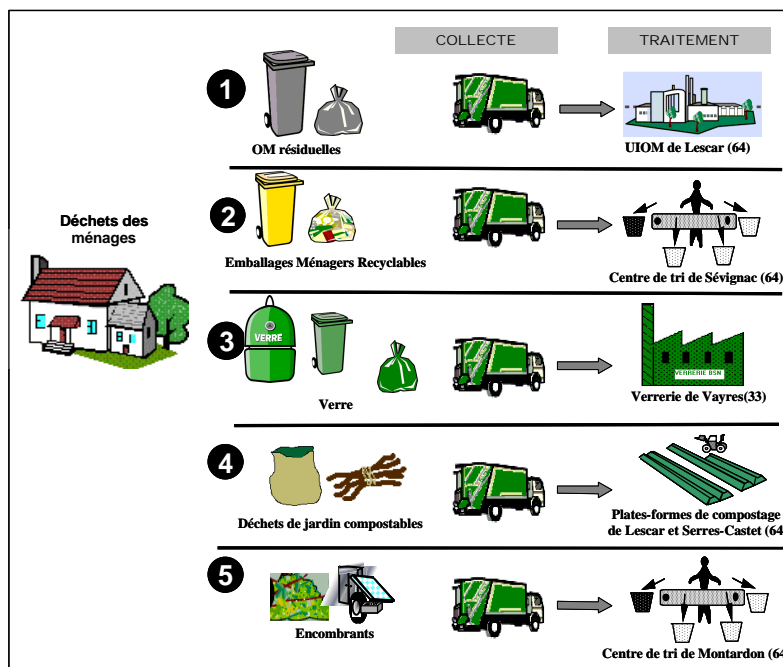 COLLECTE
TRAITEMENT
Déchets des
ménages
1
OM résiduelles
UIOM de Lescar (64)
2
Emballages Ménagers Recyclables
Centre de tri de Sévignac (64)
3
VERRE
Verre
VERRERIE BSN
Verrerie de Vayres(33)
4
Déchets de jardin compostables
Plates-formes de compostage
de Lescar et Serres-Castet (64
5
Encombrants
Centre de tri de Montardon (64